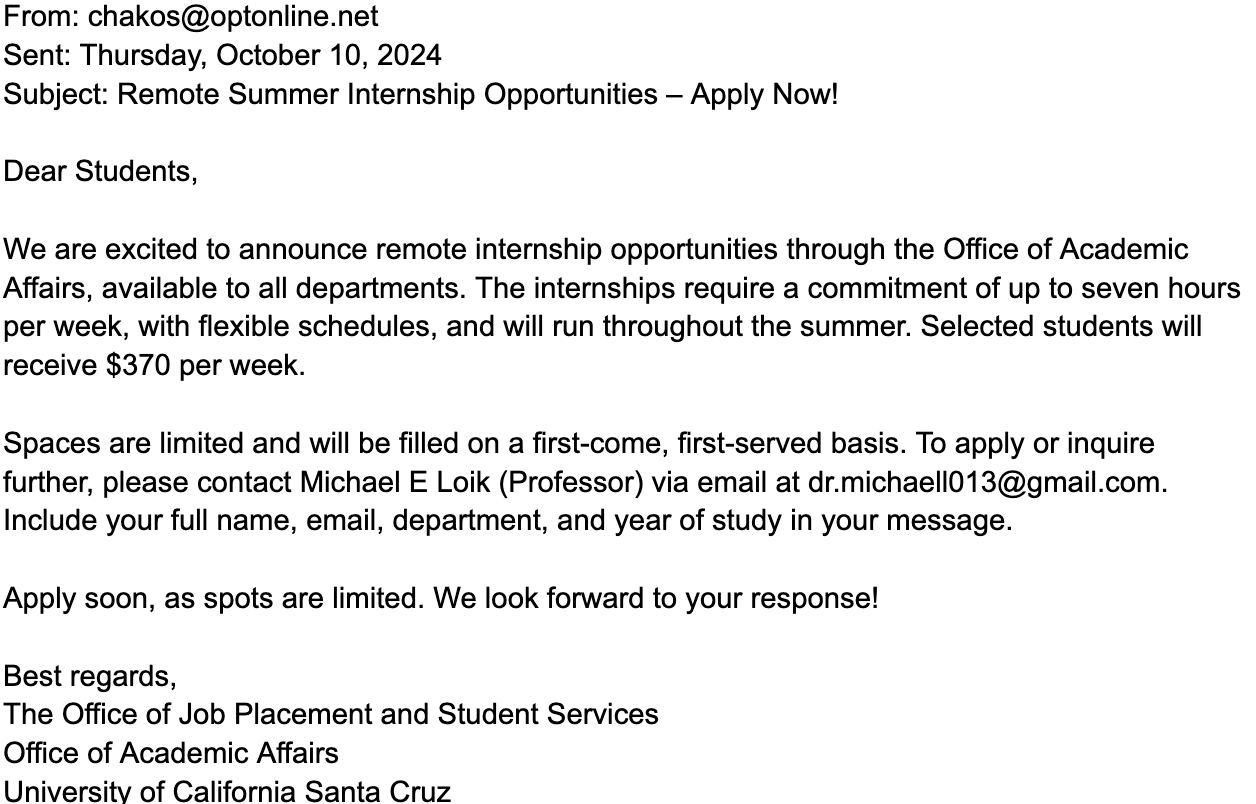 From: chakos@optonline.net
Sent: Thursday, October 10, 2024
Subject: Remote Summer Internship Opportunities – Apply Now!
Dear Students,
We are excited to announce remote internship opportunities through the Office of Academic
Affairs, available to all departments. The internships require a commitment of up to seven hours
per week, with flexible schedules, and will run throughout the summer. Selected students will
receive $370 per week.
Spaces are limited and will be filled on a first-come, first-served basis. To apply or inquire
further, please contact Michael E Loik (Professor) via email at dr.michaell013@gmail.com.
Include your full name, email, department, and year of study in your message.
Apply soon, as spots are limited. We look forward to your response!
Best regards,
The Office of Job Placement and Student Services
Office of Academic Affairs
University of California Santa Cruz